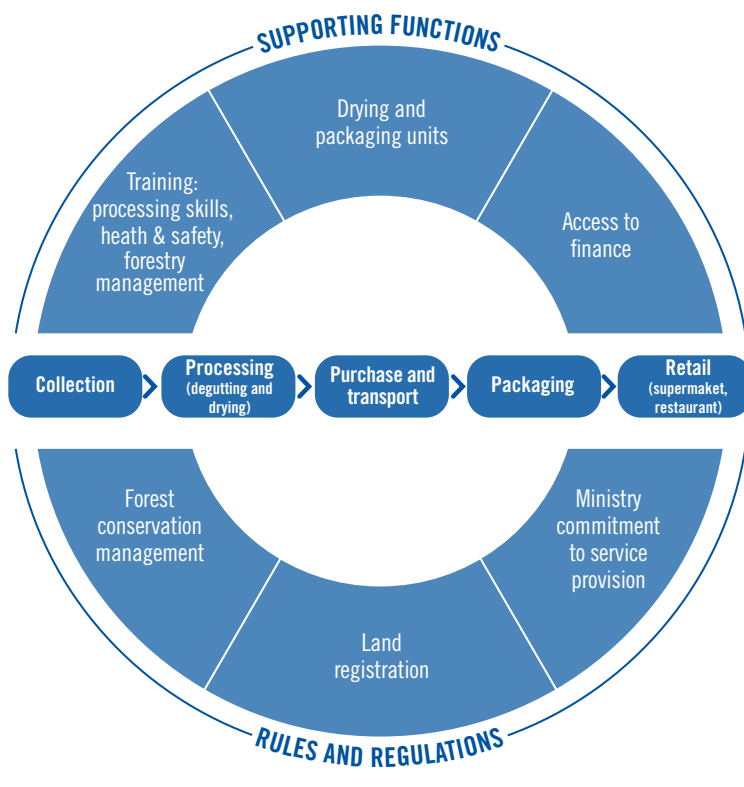 SUPPORTING FUNCTIONS
Drying and
packaging units
Training:
processing skills,
heath & safety,
forestry
management
Access to
finance
Collection
Processing
(degutting and
drying)
Purchase and
transport
Packaging
Retail
(supermaket,
restaurant)
Forest
conservation
management
Ministry
commitment
to service
provision
Land
registration
RULES AND REGULATIONS